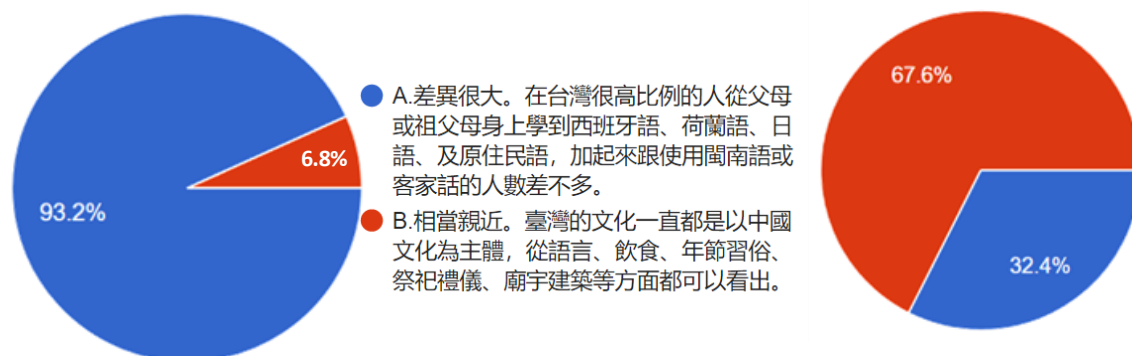 93.2%
6.8%
A.差異很大。在台灣很高比例的人從父母
或祖父母身上學到西班牙語、荷蘭語、日
語、及原住民語，加起來跟使用閩南語或
客家話的人數差不多。
B.相當親近。臺灣的文化一直都是以中國
文化為主體，從語言、飲食、年節習俗、
祭祀禮儀、廟宇建築等方面都可以看出。
67.6%
32.4%